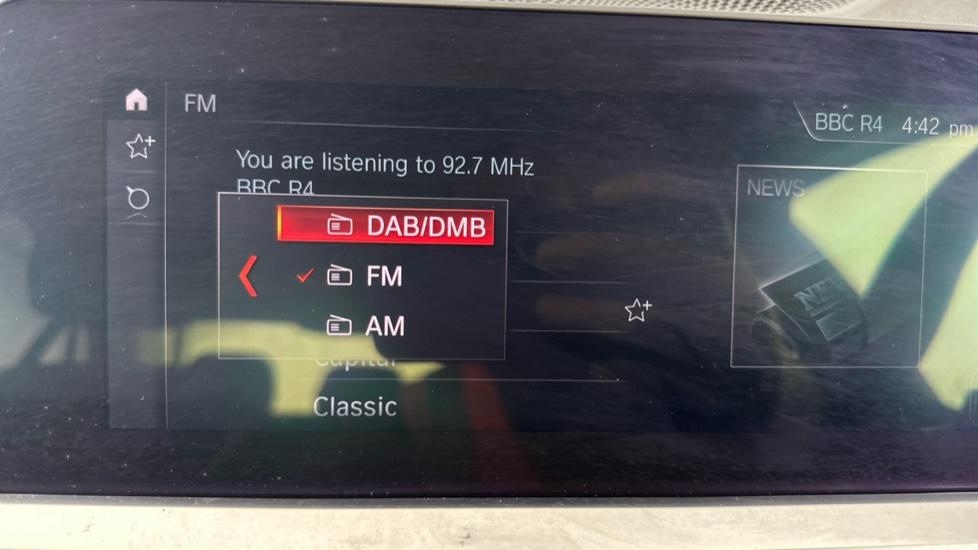 FM
BBC R4 4:42 pm
You are listening to 92.7 MHz
BBC R4
NEWS
DAB/DMB
FM
AM
Capital
Classic